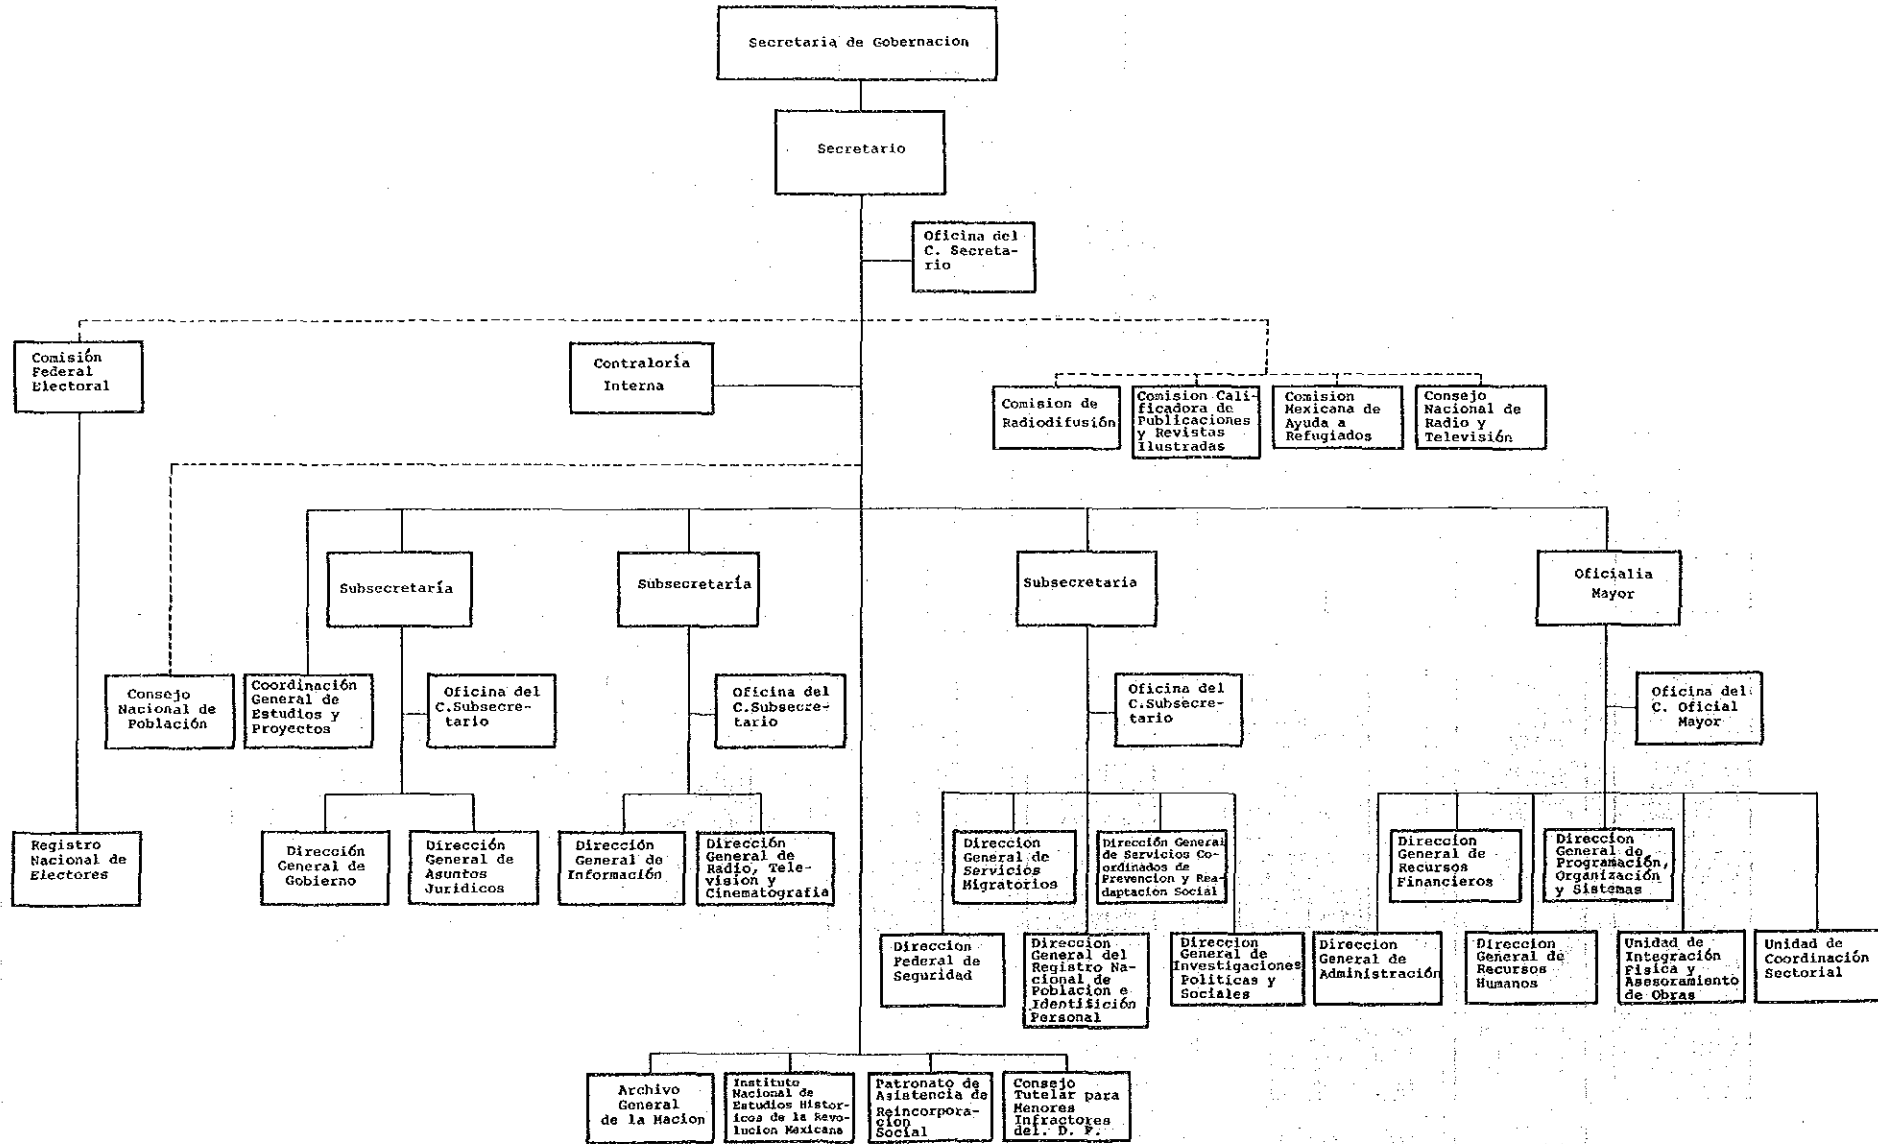 Secretaria de Gobernacion
Secretario
Oficina del
C. Secreta-
rio
Comisión
Federal
Electoral
Contraloría
Interna
Comision de
Radiodifusión
Comision Cali-
ficadora de
Publicaciones
y Revistas
Ilustradas
Comision
Mexicana de
Ayuda a
Refugiados
Consejo
Nacional de
Radio y
Televisión
Subsecretaría
Subsecretaría
Subsecretaria
Oficialia
Mayor
Consejo
Nacional de
Población
Coordinación
General de
Estudios y
Proyectos
Oficina del
C.Subsecre-
tario
Oficina del
C.Subsecre-
tario
Oficina del
C.Subsecre-
tario
Oficina del
C. Oficial
Mayor
Registro
Nacional de
Electores
Dirección
General de
Gobierno
Dirección
General de
Asuntos
Juridicos
Dirección
General de
Información
Dirección
General de
Radio, Tele-
vision y
Cinematografia
Direccion
General de
Servicios
Migratorios
Dirección General
de Servicios Co-
ordinados de
Prevencion y Rea-
daptación Social
Direccion
General de
Recursos
Financieros
Direccion
General de
Programación,
Organización
y Sistemas
Direccion
Federal de
Seguridad
Direccion
General del
Registro Na-
cional de
Población e
Identifición
Personal
Direccion
General de
Investigaciones
Politicas y
Sociales
Direccion
General de
Administración
Direccion
General de
Recursos
Humanos
Unidad de
Integración
Fisica y
Asesoramiento
de Obras
Unidad de
Coordinación
Sectorial
Archivo
General
de la Macion
Instituto
Nacional de
Estudios Histor-
icos de la Revo-
lucion Mexicana
Patronato de
Asistencia de
Reincorpora-
cion
Social
Consejo
Tutelar para
Menores
Infractores
del. D. F.